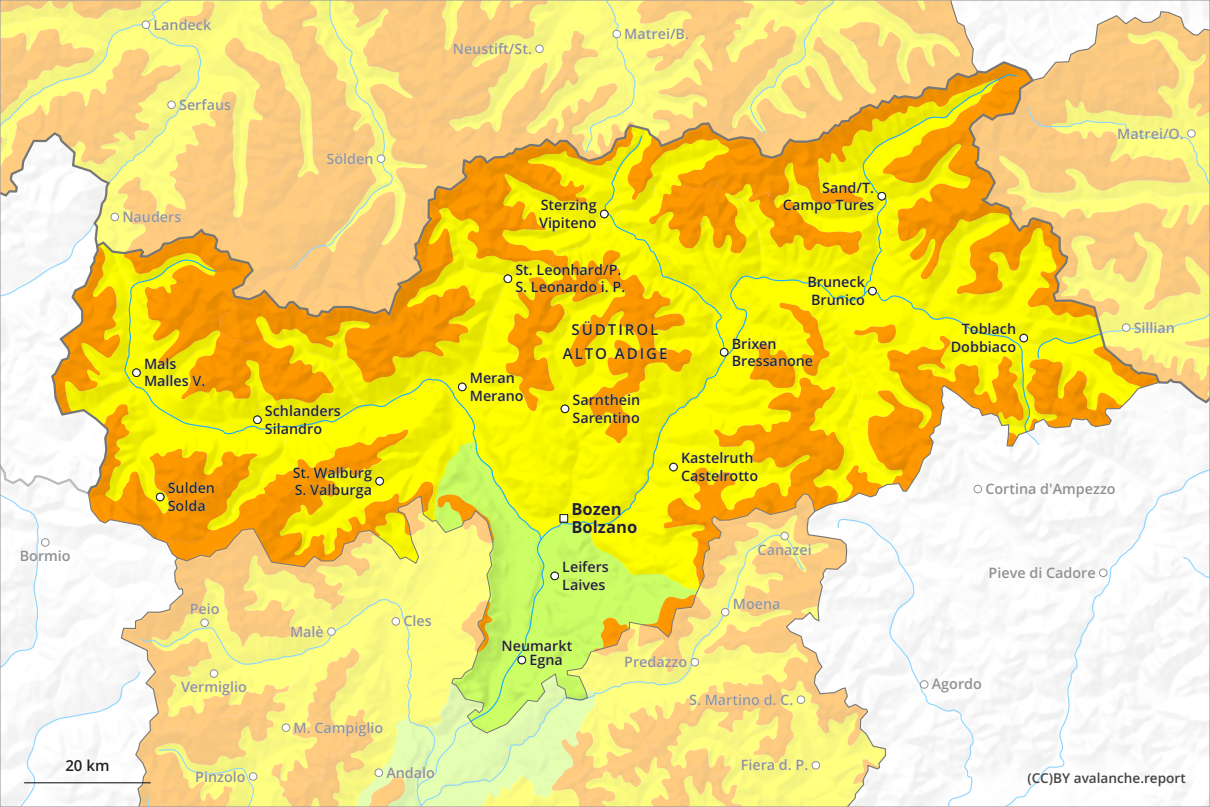 Landeck
Neustift/St.
Matrei/B.
Serfaus
Matrei/O.
Sölden
Nauders
Sand/T.
Campo Tures
Sterzing
Vipiteno
St. Leonhard/P.
S. Leonardo i. P.
Bruneck
Brunico
SÜDTIROL
ALTO ADIGE
Toblach
Dobbiaco
Sillian
Brixen
Bressanone
Mals
Malles V.
Meran
Merano
Schlanders
Silandro
Sarnthein
Sarentino
Kastelruth
Castelrotto
St. Walburg
S. Valburga
Sulden
Solda
Cortina d'Ampezzo
Bozen
Bolzano
Bormio
Canazei
Leifers
Laives
Pieve di Cadore
Peio
Moena
Cles
Malè
Neumarkt
Egna
Predazzo
Vermiglio
Agordo
S. Martino d. C.
M. Campiglio
Fiera d. P.
Andalo
Pinzolo
20 km
(CC)BY avalanche.report